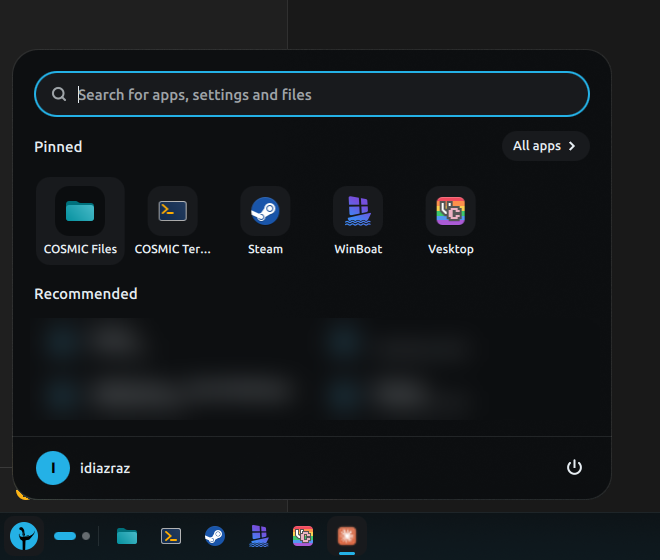 Search for apps, settings and files
Pinned
All apps
COSMIC Files
COSMIC Ter...
Steam
WinBoat
Vesktop
Recommended
I
idiazraz